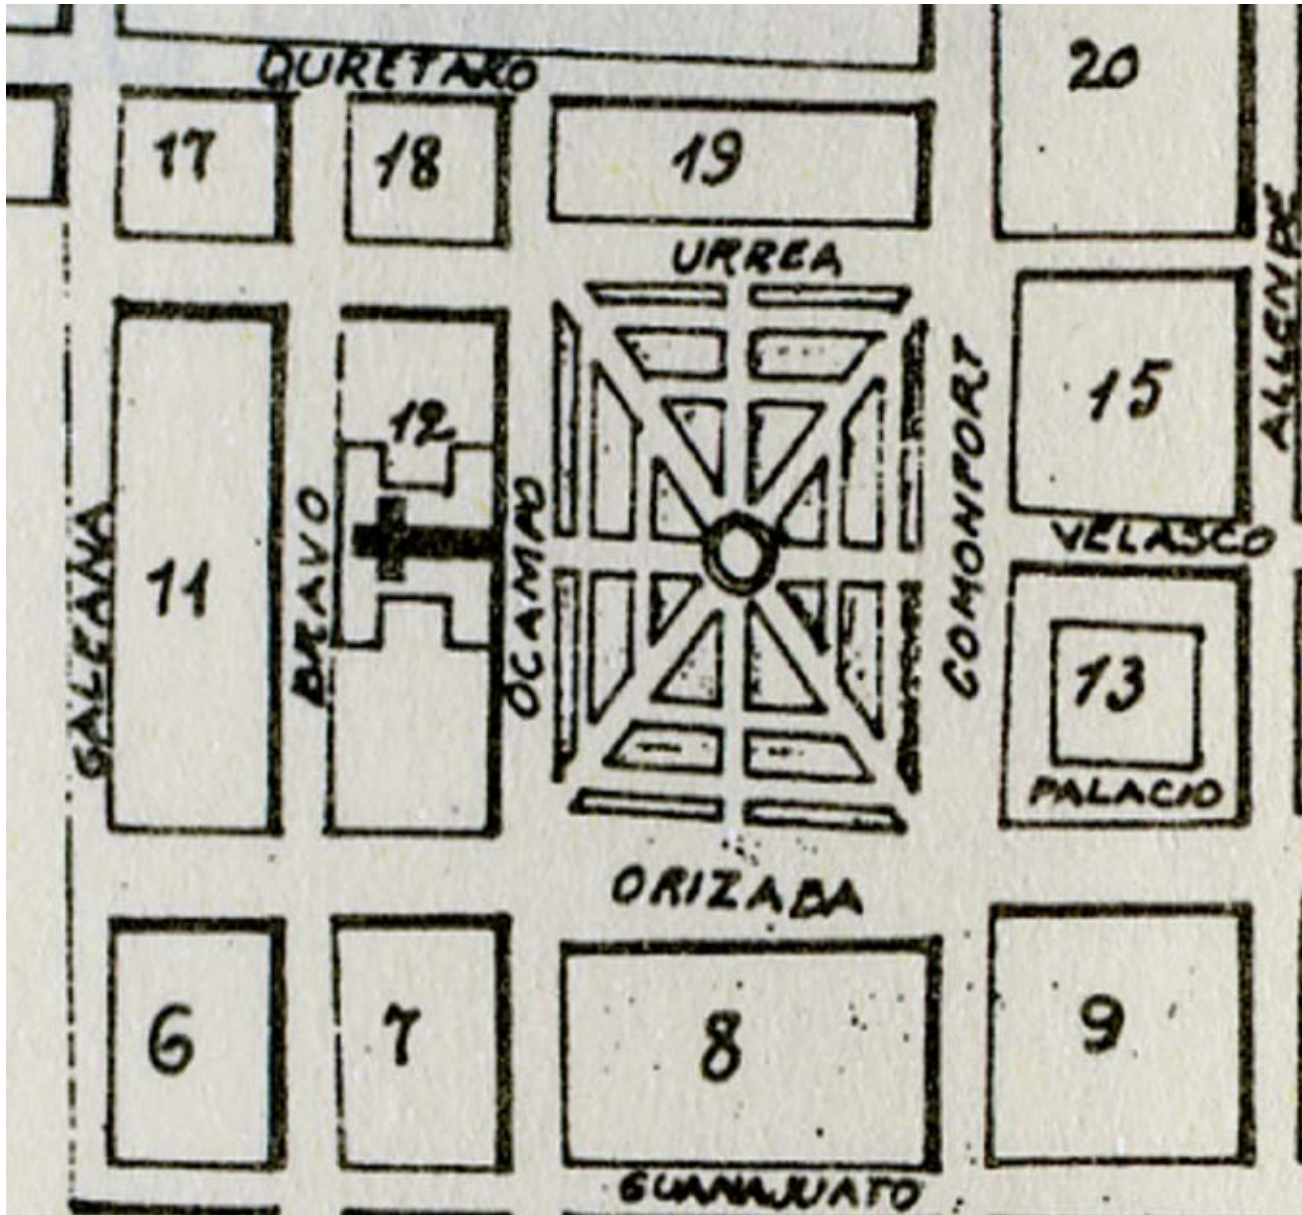 20
QURETARO
17
18
19
ALLENDE
URREA
15
COMONFORT
12
VELASCO
BRAVO
OCAMPO
GALEANA
11
13
PALACIO
ORIZABA
6
7
8
9
GUANAJUATO